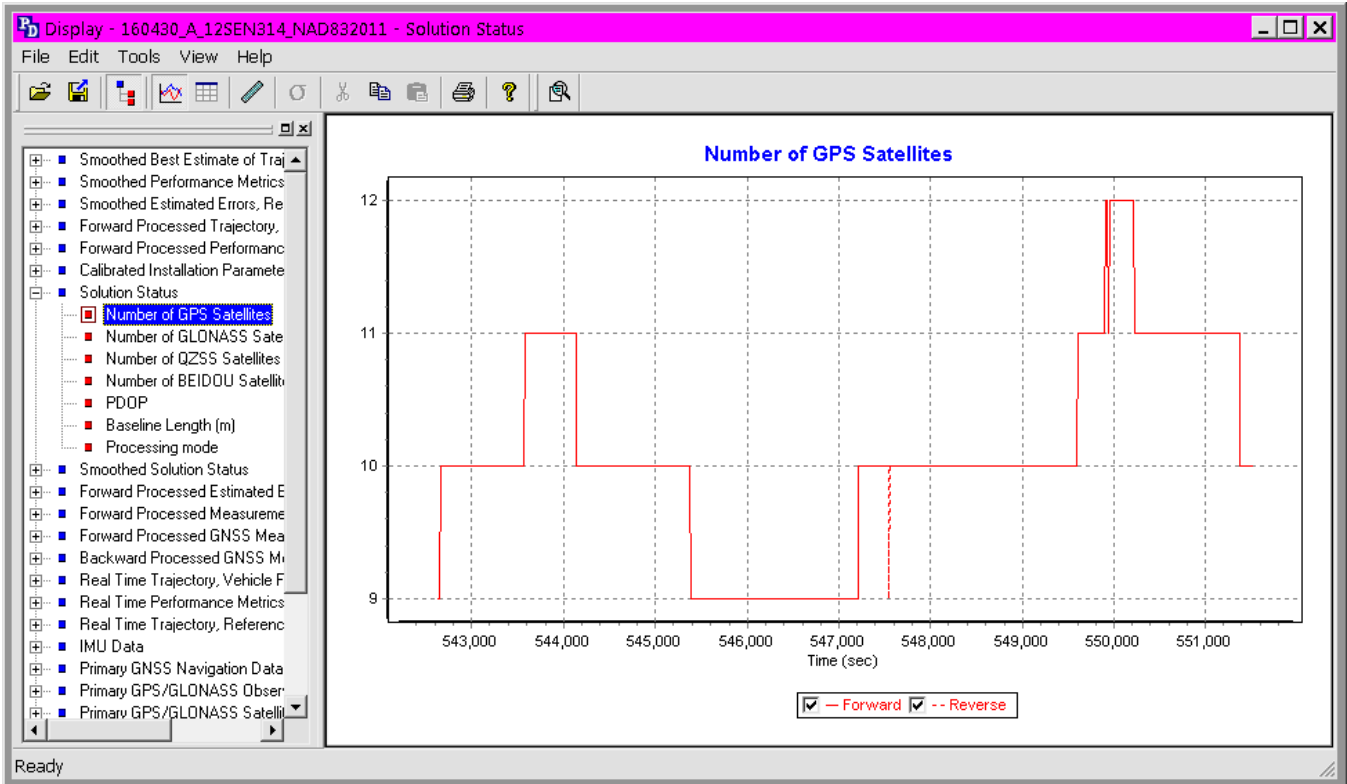 Display - 160430_A_12SEN314_NAD832011 - Solution Status
File Edit Tools View Help
Smoothed Best Estimate of Traj
Smoothed Performance Metrics
Smoothed Estimated Errors, Re
Forward Processed Trajectory,
Forward Processed Performanc
Calibrated Installation Paramete
Solution Status
Number of GPS Satellites
Number of GLONASS Sate
Number of QZSS Satellites
Number of BEIDOU Satellite
PDOP
Baseline Length (m)
Processing mode
Smoothed Solution Status
Forward Processed Estimated E
Forward Processed Measureme
Forward Processed GNSS Mea
Backward Processed GNSS Me
Real Time Trajectory, Vehicle F
Real Time Performance Metrics
Real Time Trajectory, Referenc
IMU Data
Primary GNSS Navigation Data
Primary GPS/GLONASS Obser
Primary GPS/GLONASS Satelli
Number of GPS Satellites
12
11
10
9
543,000 544,000 545,000 546,000 547,000 548,000 549,000 550,000 551,000
Time (sec)
Forward -- Reverse
Ready